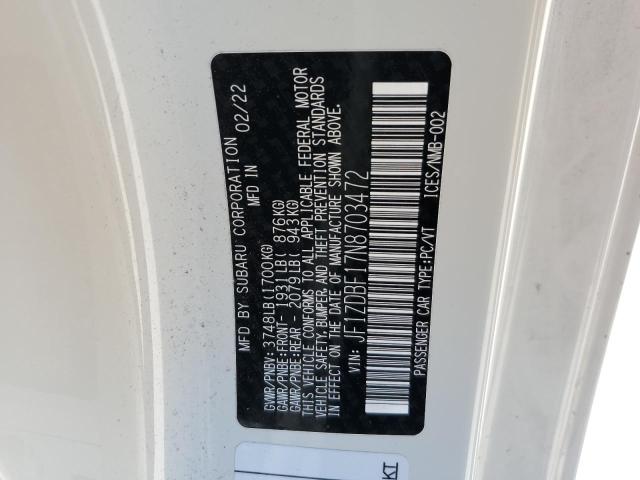 MFD BY SUBARU CORPORATION 02/22
MFD IN
GVWR/PNBV: 3748LB(1700KG)
GAWR/PNBE:FRONT- 1931LB( 876KG)
GAWR/PNBE:REAR - 2079LB( 943KG)
THIS VEHICLE CONFORMS TO ALL APPLICABLE FEDERAL MOTOR
VEHICLE SAFETY, BUMPER, AND THEFT PREVENTION STANDARDS
IN EFFECT ON THE DATE OF MANUFACTURE SHOWN ABOVE.
VIN: JF1ZDBF17N8703472
PASSENGER CAR TYPE:PC/VT ICES/NMB-002